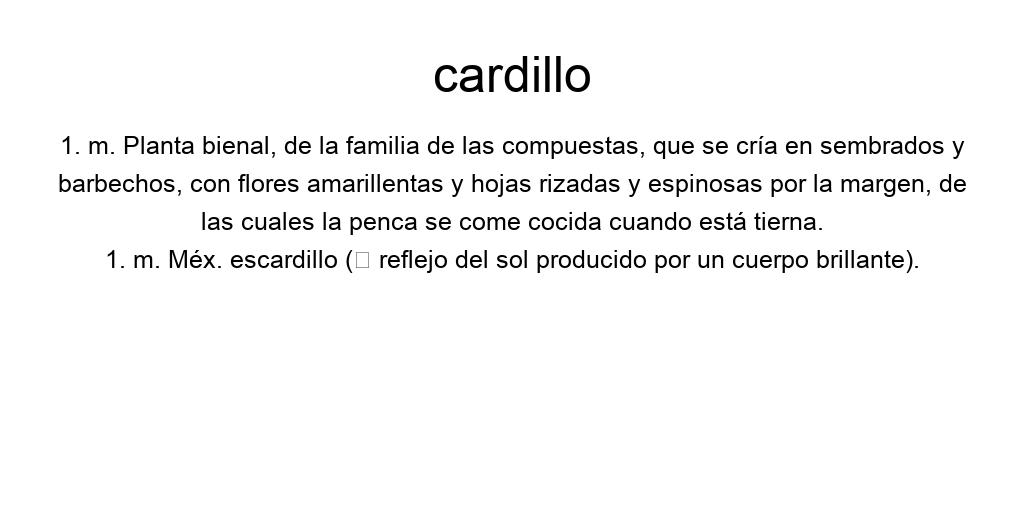 cardillo
1. m. Planta bienal, de la familia de las compuestas, que se cría en sembrados y
barbechos, con flores amarillentas y hojas rizadas y espinosas por la margen, de
las cuales la penca se come cocida cuando está tierna.
1. m. Méx. escardillo (□ reflejo del sol producido por un cuerpo brillante).